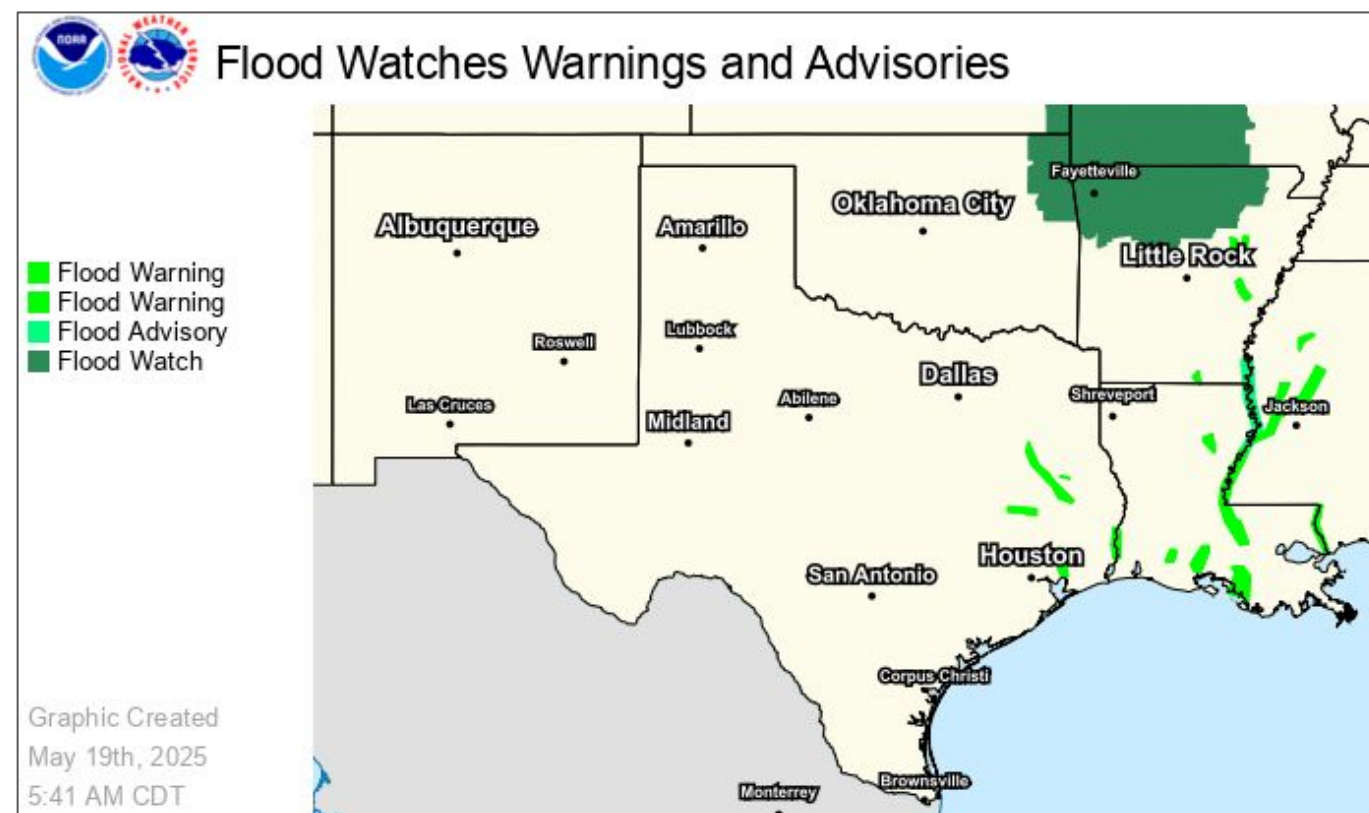 NOAA
NATIONAL WEATHER SERVICE
Flood Watches Warnings and Advisories
Flood Warning
Flood Warning
Flood Advisory
Flood Watch
Fayetteville
Oklahoma City
Albuquerque
Amarillo
Little Rock
Lubbock
Roswell
Dallas
Shreveport
Abilene
Las Cruces
Jackson
Midland
Houston
San Antonio
Corpus Christi
Brownsville
Monterrey
Graphic Created
May 19th, 2025
5:41 AM CDT